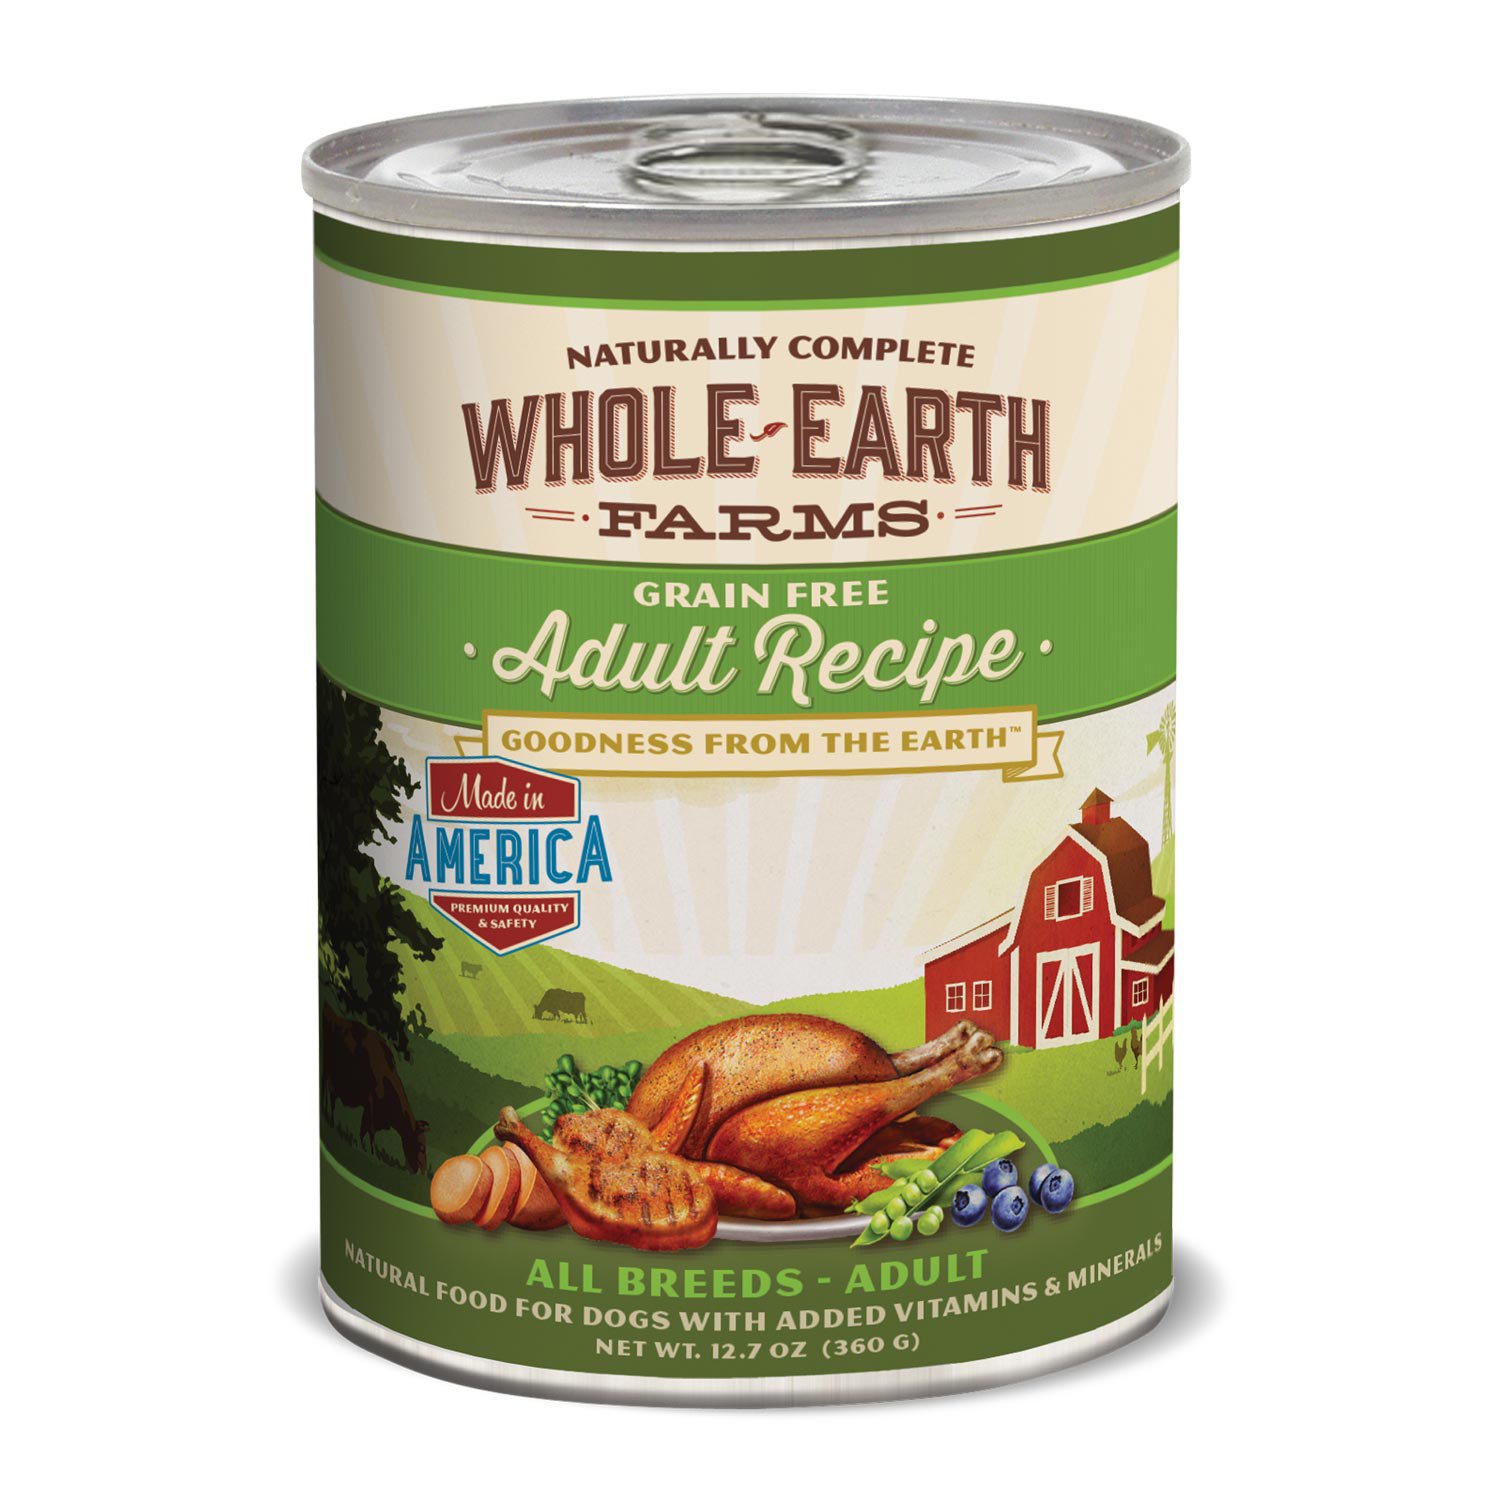 NATURALLY COMPLETE
WHOLE EARTH
FARMS
GRAIN FREE
Adult Recipe
GOODNESS FROM THE EARTH™
Made in
AMERICA
PREMIUM QUALITY
& SAFETY
ALL BREEDS - ADULT
NATURAL FOOD FOR DOGS WITH ADDED VITAMINS & MINERALS
NET WT. 12.7 OZ (360 G)